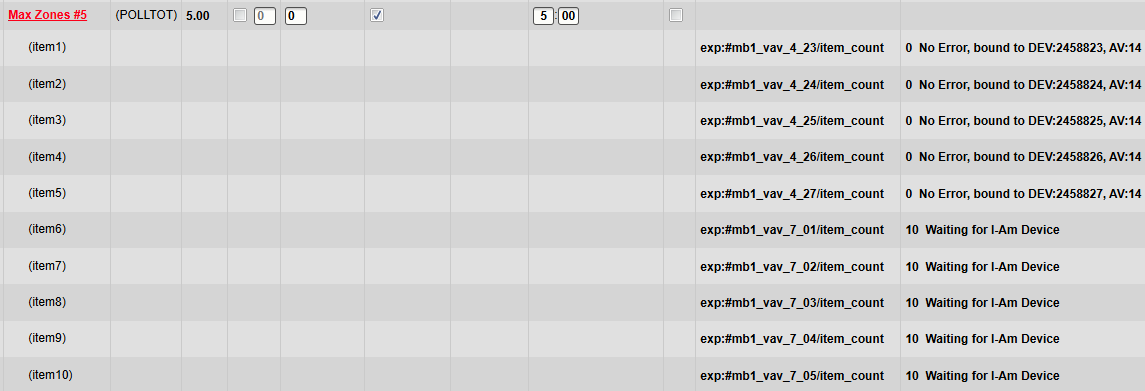 Max Zones #5 (POLLTOT) 5.00 0 0 5:00
(item1) exp:#mb1_vav_4_23/item_count 0 No Error, bound to DEV:2458823, AV:14
(item2) exp:#mb1_vav_4_24/item_count 0 No Error, bound to DEV:2458824, AV:14
(item3) exp:#mb1_vav_4_25/item_count 0 No Error, bound to DEV:2458825, AV:14
(item4) exp:#mb1_vav_4_26/item_count 0 No Error, bound to DEV:2458826, AV:14
(item5) exp:#mb1_vav_4_27/item_count 0 No Error, bound to DEV:2458827, AV:14
(item6) exp:#mb1_vav_7_01/item_count 10 Waiting for I-Am Device
(item7) exp:#mb1_vav_7_02/item_count 10 Waiting for I-Am Device
(item8) exp:#mb1_vav_7_03/item_count 10 Waiting for I-Am Device
(item9) exp:#mb1_vav_7_04/item_count 10 Waiting for I-Am Device
(item10) exp:#mb1_vav_7_05/item_count 10 Waiting for I-Am Device